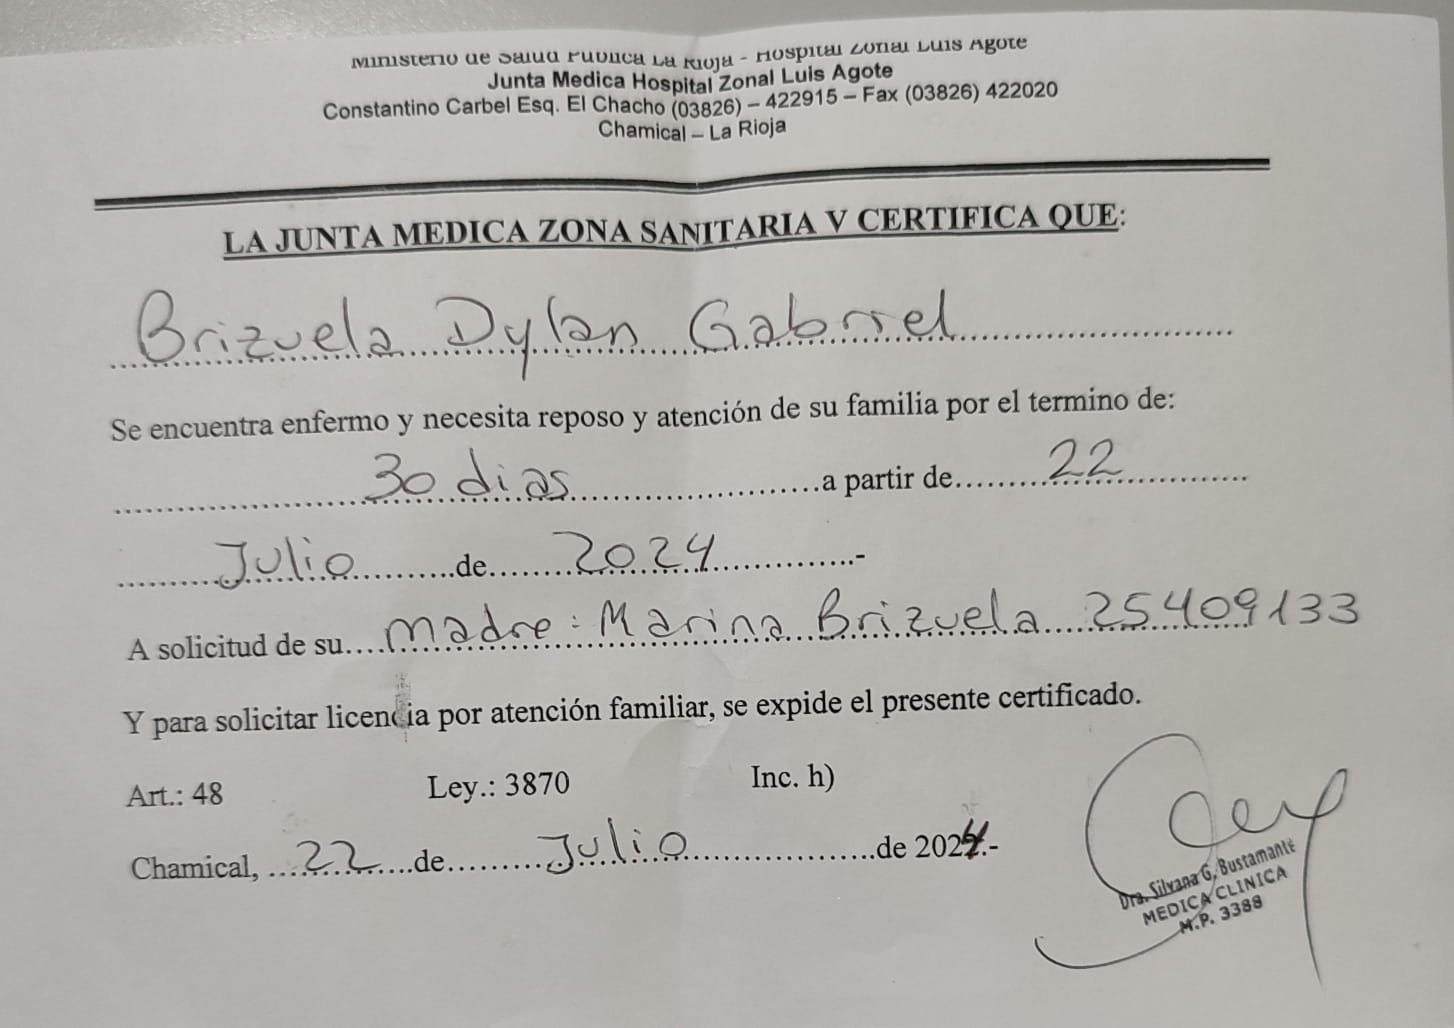 Ministerio de Salud Publica La Rioja - Hospital Zonal Luis Agote
Junta Medica Hospital Zonal Luis Agote
Constantino Carbel Esq. El Chacho (03826) – 422915 – Fax (03826) 422020
Chamical – La Rioja
LA JUNTA MEDICA ZONA SANITARIA V CERTIFICA QUE:
Brizuela Dylan Gabriel
Se encuentra enfermo y necesita reposo y atención de su familia por el termino de:
30 dias a partir de 22
Julio de 2024.-
A solicitud de su madre: Marina Brizuela 25409133
Y para solicitar licencia por atención familiar, se expide el presente certificado.
Art.: 48 Ley.: 3870 Inc. h)
Chamical, 22 de Julio de 2024.-
Dra. Silvana G. Bustamante
MEDICA CLINICA
M.P. 3388